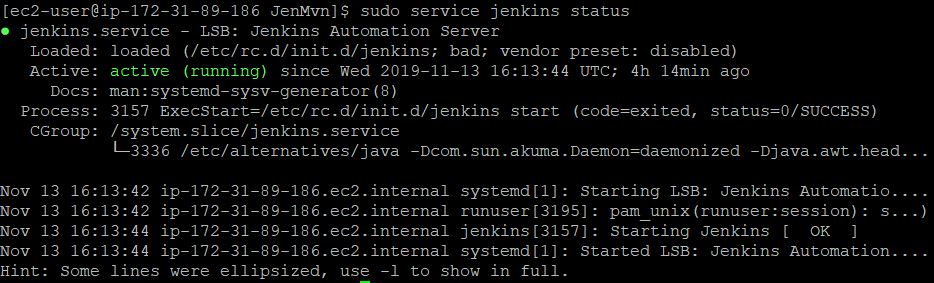 [ec2-user@ip-172-31-89-186 JenMvn]$ sudo service jenkins status
● jenkins.service - LSB: Jenkins Automation Server
   Loaded: loaded (/etc/rc.d/init.d/jenkins; bad; vendor preset: disabled)
   Active: active (running) since Wed 2019-11-13 16:13:44 UTC; 4h 14min ago
     Docs: man:systemd-sysv-generator(8)
  Process: 3157 ExecStart=/etc/rc.d/init.d/jenkins start (code=exited, status=0/SUCCESS)
   CGroup: /system.slice/jenkins.service
           └─3336 /etc/alternatives/java -Dcom.sun.akuma.Daemon=daemonized -Djava.awt.head...

Nov 13 16:13:42 ip-172-31-89-186.ec2.internal systemd[1]: Starting LSB: Jenkins Automatio....
Nov 13 16:13:42 ip-172-31-89-186.ec2.internal runuser[3195]: pam_unix(runuser:session): s...)
Nov 13 16:13:44 ip-172-31-89-186.ec2.internal jenkins[3157]: Starting Jenkins [  OK  ]
Nov 13 16:13:44 ip-172-31-89-186.ec2.internal systemd[1]: Started LSB: Jenkins Automation....
Hint: Some lines were ellipsized, use -l to show in full.